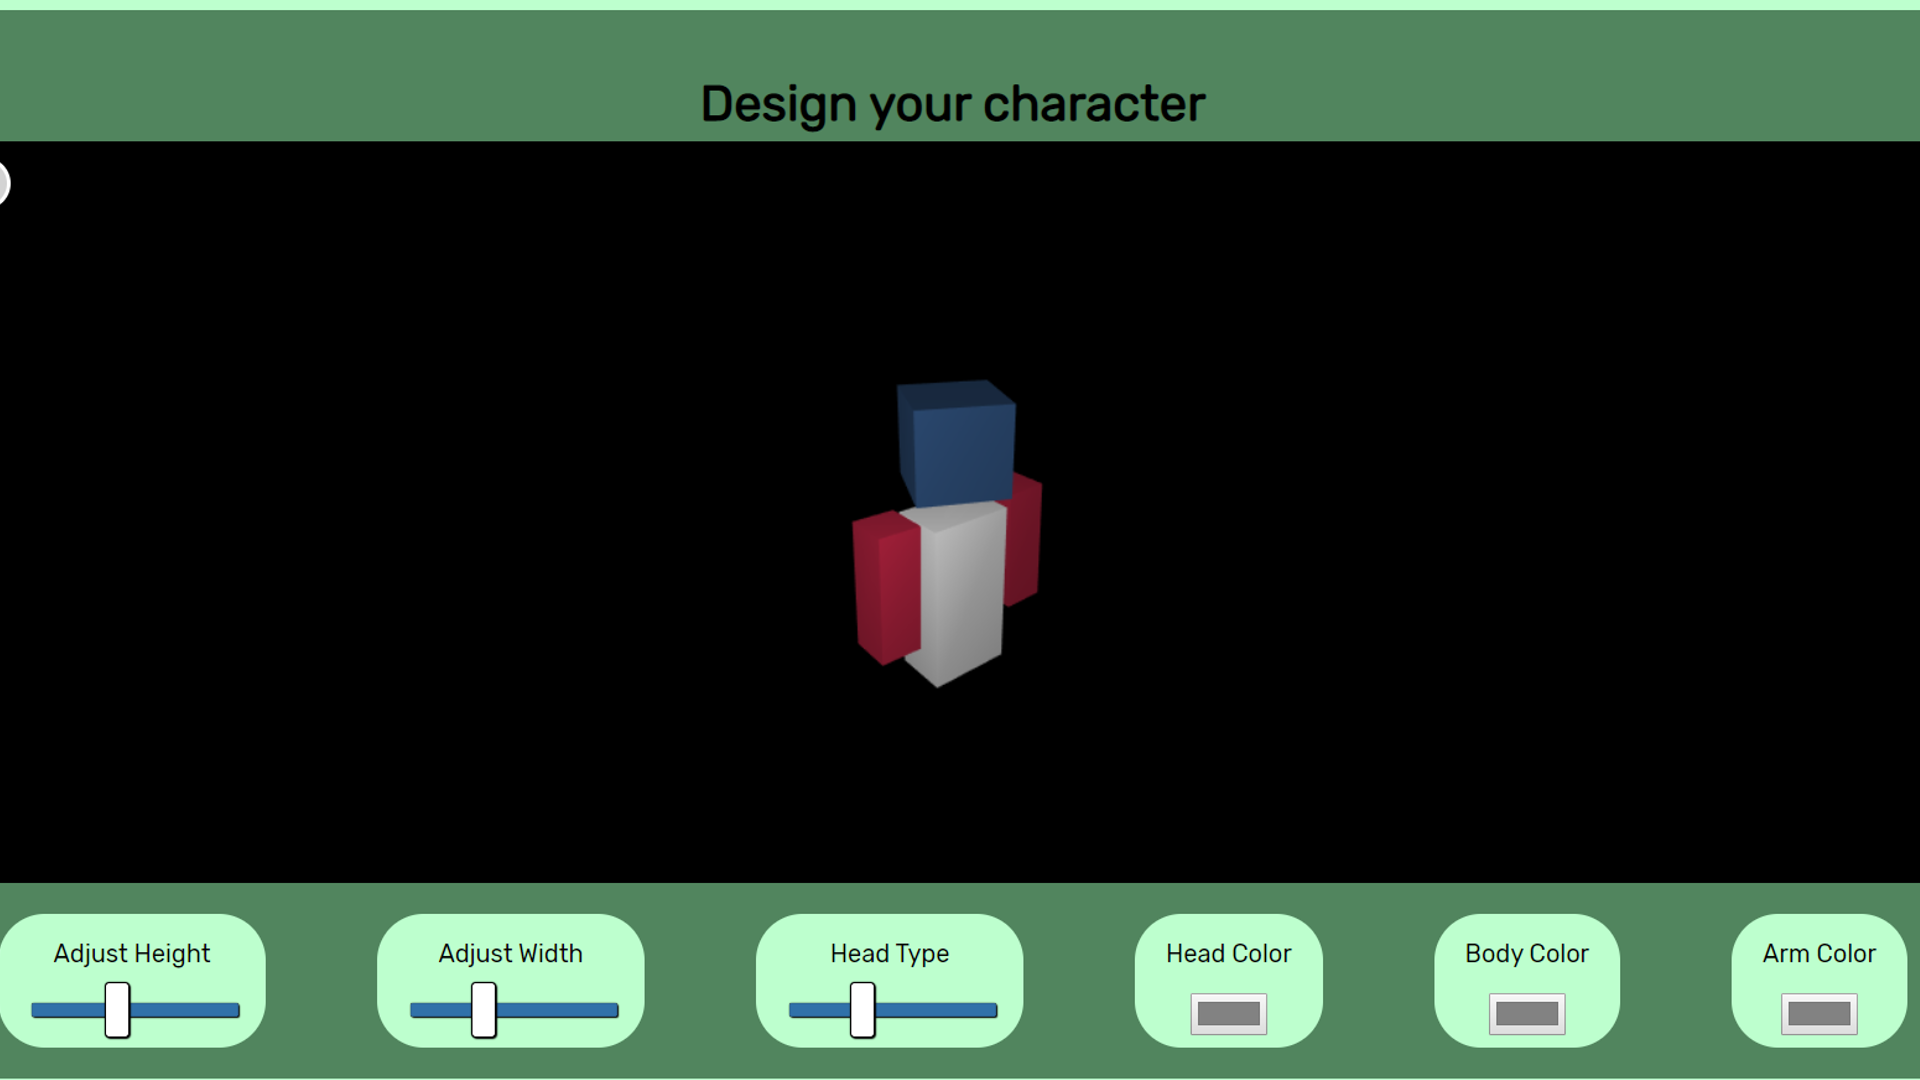 Design your character
Adjust Height
Adjust Width
Head Type
Head Color
Body Color
Arm Color